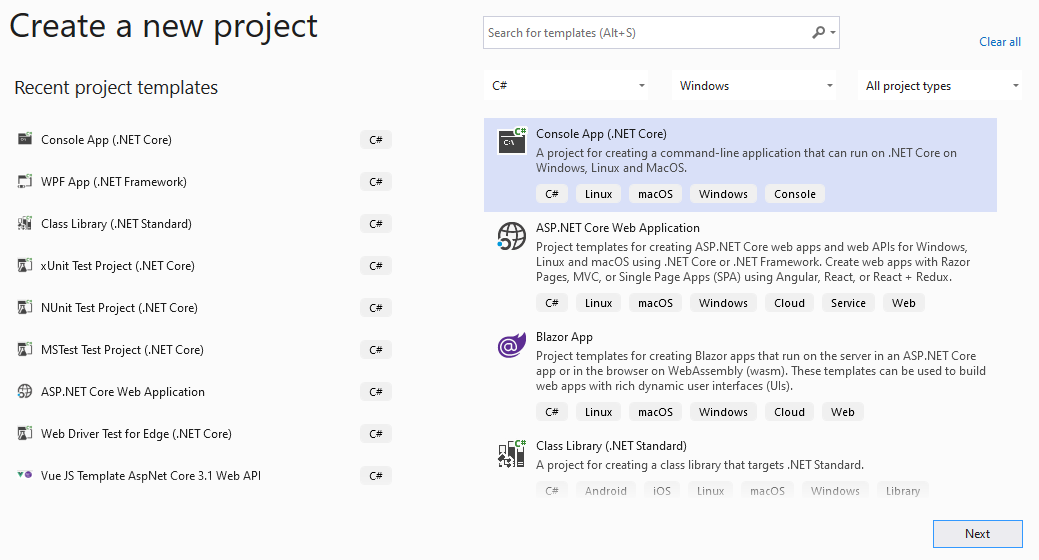 Create a new project
Search for templates (Alt+S)
Clear all
Recent project templates
C#
Windows
All project types
Console App (.NET Core) C#
WPF App (.NET Framework) C#
Class Library (.NET Standard) C#
xUnit Test Project (.NET Core) C#
NUnit Test Project (.NET Core) C#
MSTest Test Project (.NET Core) C#
ASP.NET Core Web Application C#
Web Driver Test for Edge (.NET Core) C#
Vue JS Template AspNet Core 3.1 Web API C#
Console App (.NET Core)
A project for creating a command-line application that can run on .NET Core on
Windows, Linux and MacOS.
C# Linux macOS Windows Console
ASP.NET Core Web Application
Project templates for creating ASP.NET Core web apps and web APIs for Windows,
Linux and macOS using .NET Core or .NET Framework. Create web apps with Razor
Pages, MVC, or Single Page Apps (SPA) using Angular, React, or React + Redux.
C# Linux macOS Windows Cloud Service Web
Blazor App
Project templates for creating Blazor apps that run on the server in an ASP.NET Core
app or in the browser on WebAssembly (wasm). These templates can be used to build
web apps with rich dynamic user interfaces (UIs).
C# Linux macOS Windows Cloud Web
Class Library (.NET Standard)
A project for creating a class library that targets .NET Standard.
C# Android iOS Linux macOS Windows Library
Next